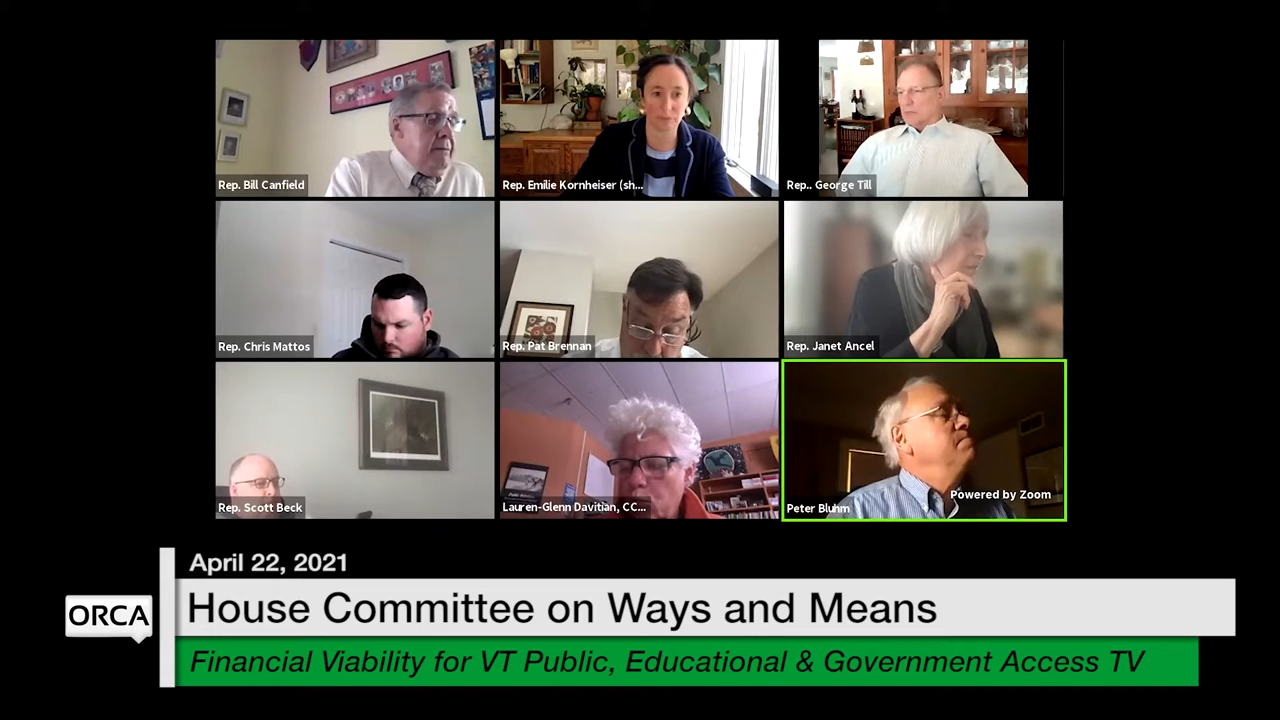 Rep. Bill Canfield
Rep. Emilie Kornheiser (sh...
Rep.. George Till
Rep. Chris Mattos
Rep. Pat Brennan
Rep. Janet Ancel
Rep. Scott Beck
Lauren-Glenn Davitian, CC...
Powered by Zoom
Peter Bluhm
April 22, 2021
ORCA
House Committee on Ways and Means
Financial Viability for VT Public, Educational & Government Access TV